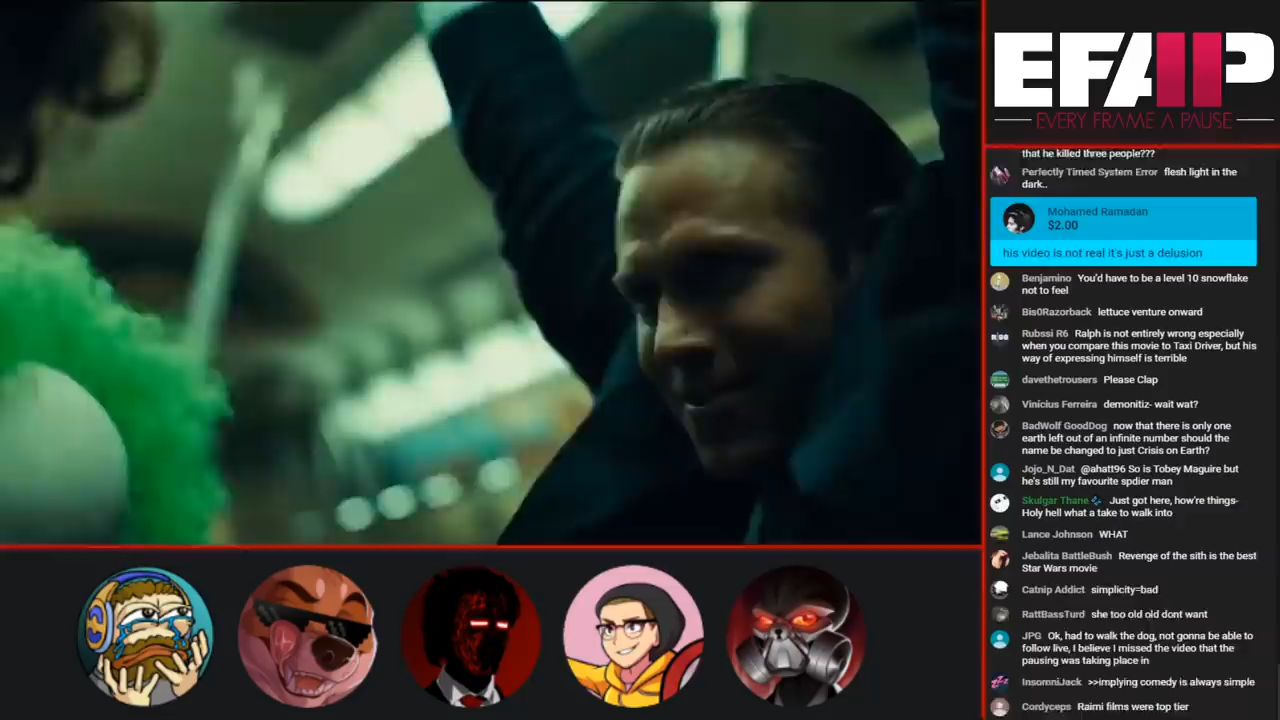 EFAP
EVERY FRAME A PAUSE
that he killed three people???
Perfectly Timed System Error flesh light in the
dark..
Mohamed Ramadan
$2.00
his video is not real it's just a delusion
Benjamino You'd have to be a level 10 snowflake
not to feel
Bis0Razorback lettuce venture onward
Rubssi R6 Ralph is not entirely wrong especially
when you compare this movie to Taxi Driver, but his
way of expressing himself is terrible
davethetrousers Please Clap
Vinícius Ferreira demonitiz- wait wat?
BadWolf GoodDog now that there is only one
earth left out of an infinite number should the
name be changed to just Crisis on Earth?
Jojo_N_Dat @ahatt96 So is Tobey Maguire but
he's still my favourite spdier man
Skulgar Thane Just got here, how're things-
Holy hell what a take to walk into
Lance Johnson WHAT
Jebalita BattleBush Revenge of the sith is the best
Star Wars movie
Catnip Addict simplicity=bad
RattBassTurd she too old old dont want
JPG Ok, had to walk the dog, not gonna be able to
follow live, I believe I missed the video that the
pausing was taking place in
InsomniJack >>implying comedy is always simple
Cordyceps Raimi films were top tier